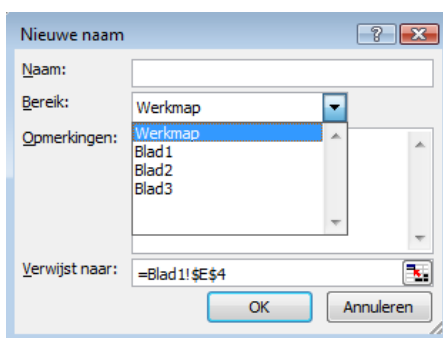 Nieuwe naam
Naam:
Bereik: Werkmap
Werkmap
Opmerkingen:
Blad1
Blad2
Blad3
Verwijst naar: =Blad1!$E$4
OK Annuleren